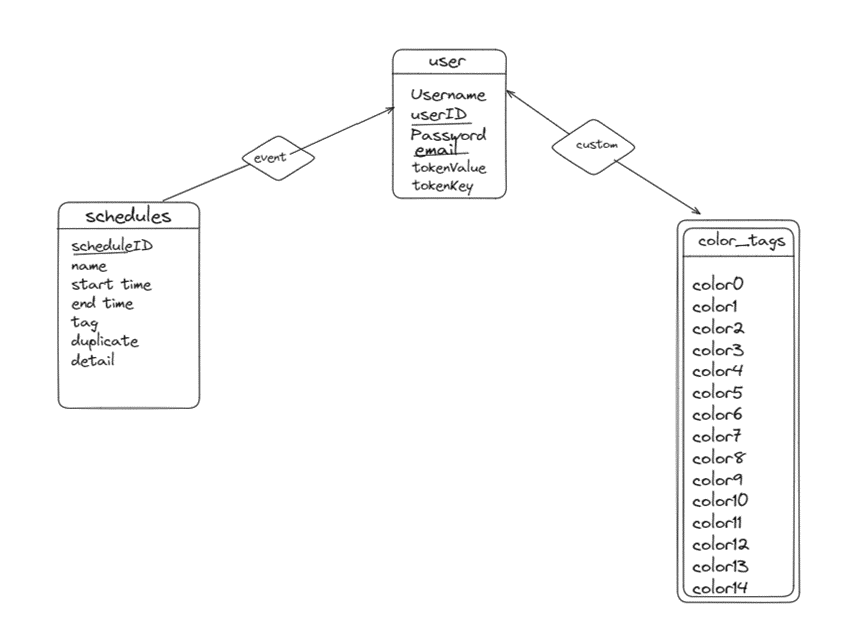 user
Username
userID
Password
email
tokenValue
tokenKey
event
custom
schedules
scheduleID
name
start time
end time
tag
duplicate
detail
color_tags
color0
color1
color2
color3
color4
color5
color6
color7
color8
color9
color10
color11
color12
color13
color14